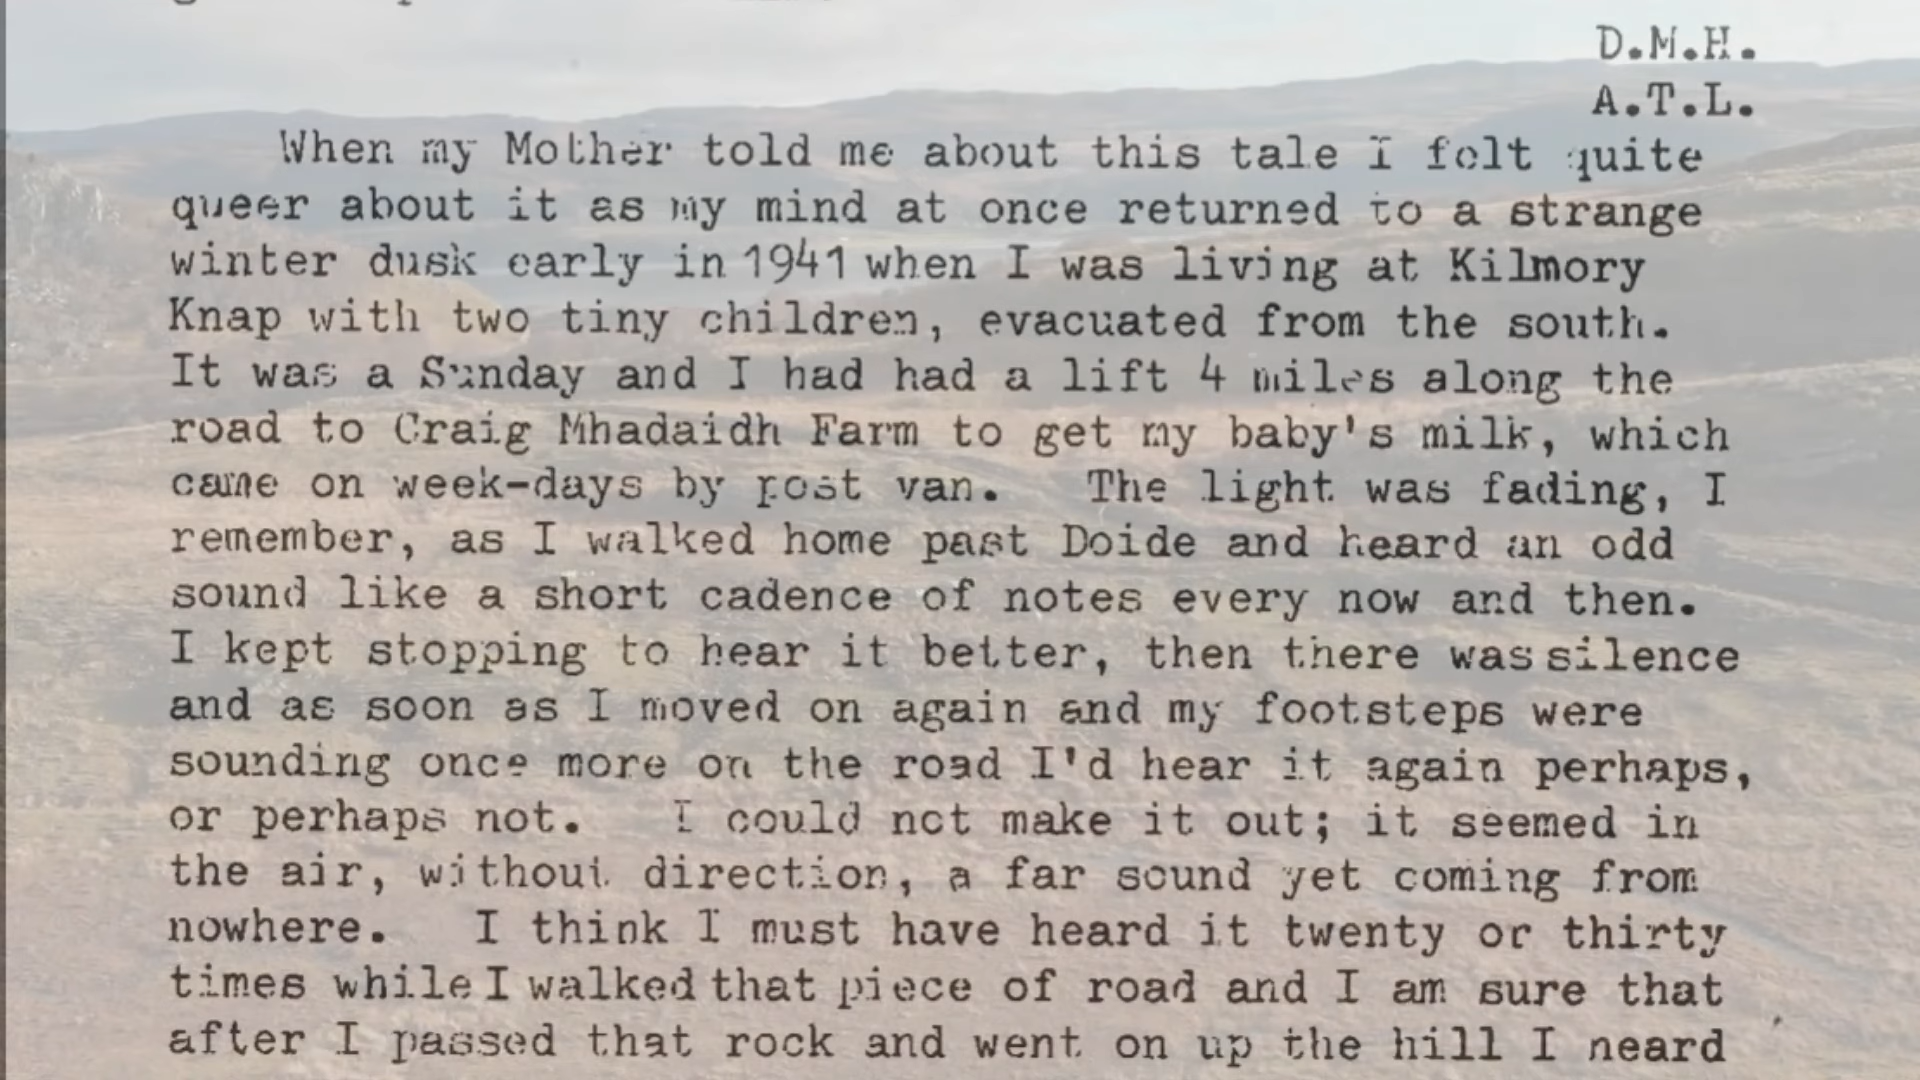 D.M.H.
A.T.L.
When my Mother told me about this tale I felt quite
queer about it as my mind at once returned to a strange
winter dusk early in 1941 when I was living at Kilmory
Knap with two tiny children, evacuated from the south.
It was a Sunday and I had had a lift 4 miles along the
road to Craig Mhadaidh Farm to get my baby's milk, which
came on week-days by post van. The light was fading, I
remember, as I walked home past Doide and heard an odd
sound like a short cadence of notes every now and then.
I kept stopping to hear it better, then there was silence
and as soon as I moved on again and my footsteps were
sounding once more on the road I'd hear it again perhaps,
or perhaps not. I could not make it out; it seemed in
the air, without direction, a far sound yet coming from
nowhere. I think I must have heard it twenty or thirty
times while I walked that piece of road and I am sure that
after I passed that rock and went on up the hill I neard